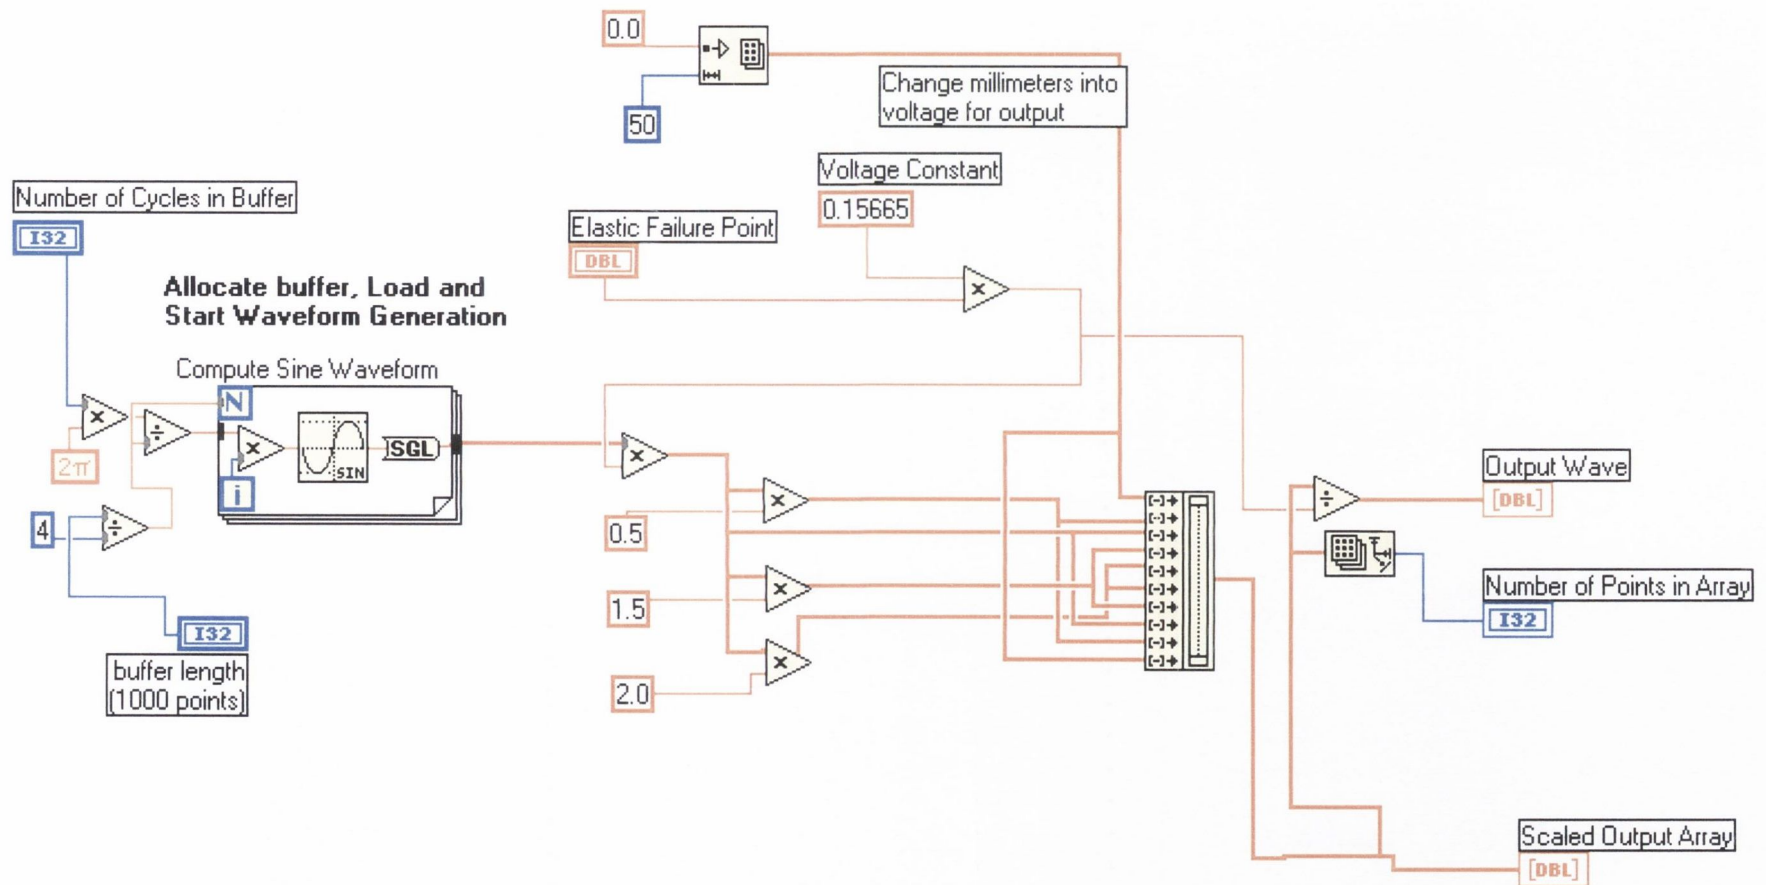 0.0
50
Change millimeters into
voltage for output
Voltage Constant
0.15665
Number of Cycles in Buffer
I32
Elastic Failure Point
DBL
Allocate buffer, Load and
Start Waveform Generation
Compute Sine Waveform
N
SIN
SGL
i
2π
4
I32
buffer length
(1000 points)
0.5
1.5
2.0
Output Wave
[DBL]
Number of Points in Array
I32
Scaled Output Array
[DBL]